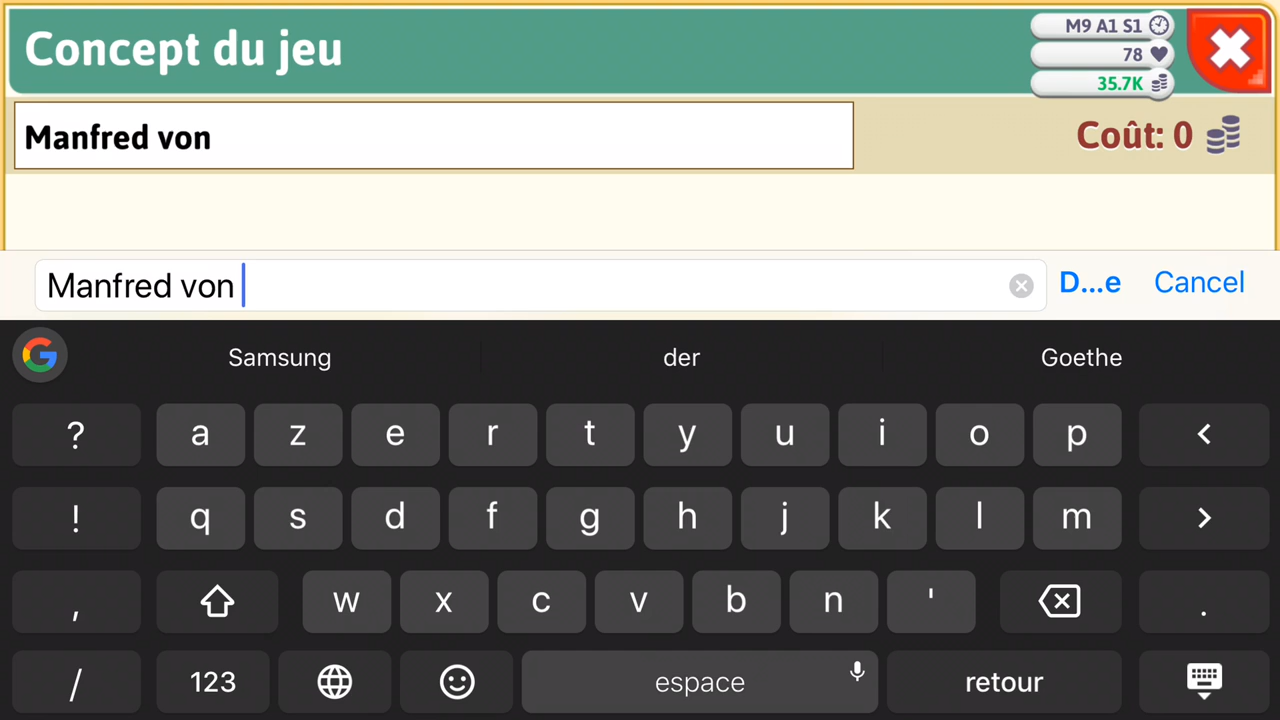 Concept du jeu
M9 A1 S1
78
35.7K
Manfred von
Coût: 0
Manfred von
D...e
Cancel
Samsung
der
Goethe
? a z e r t y u i o p <
! q s d f g h j k l m >
, w x c v b n ' .
/ 123 espace retour